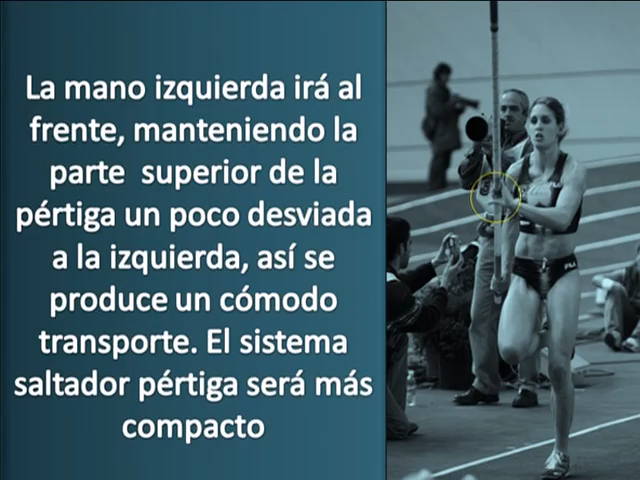 La mano izquierda irá al
frente, manteniendo la
parte superior de la
pértiga un poco desviada
a la izquierda, así se
produce un cómodo
transporte. El sistema
saltador pértiga será más
compacto
FILA